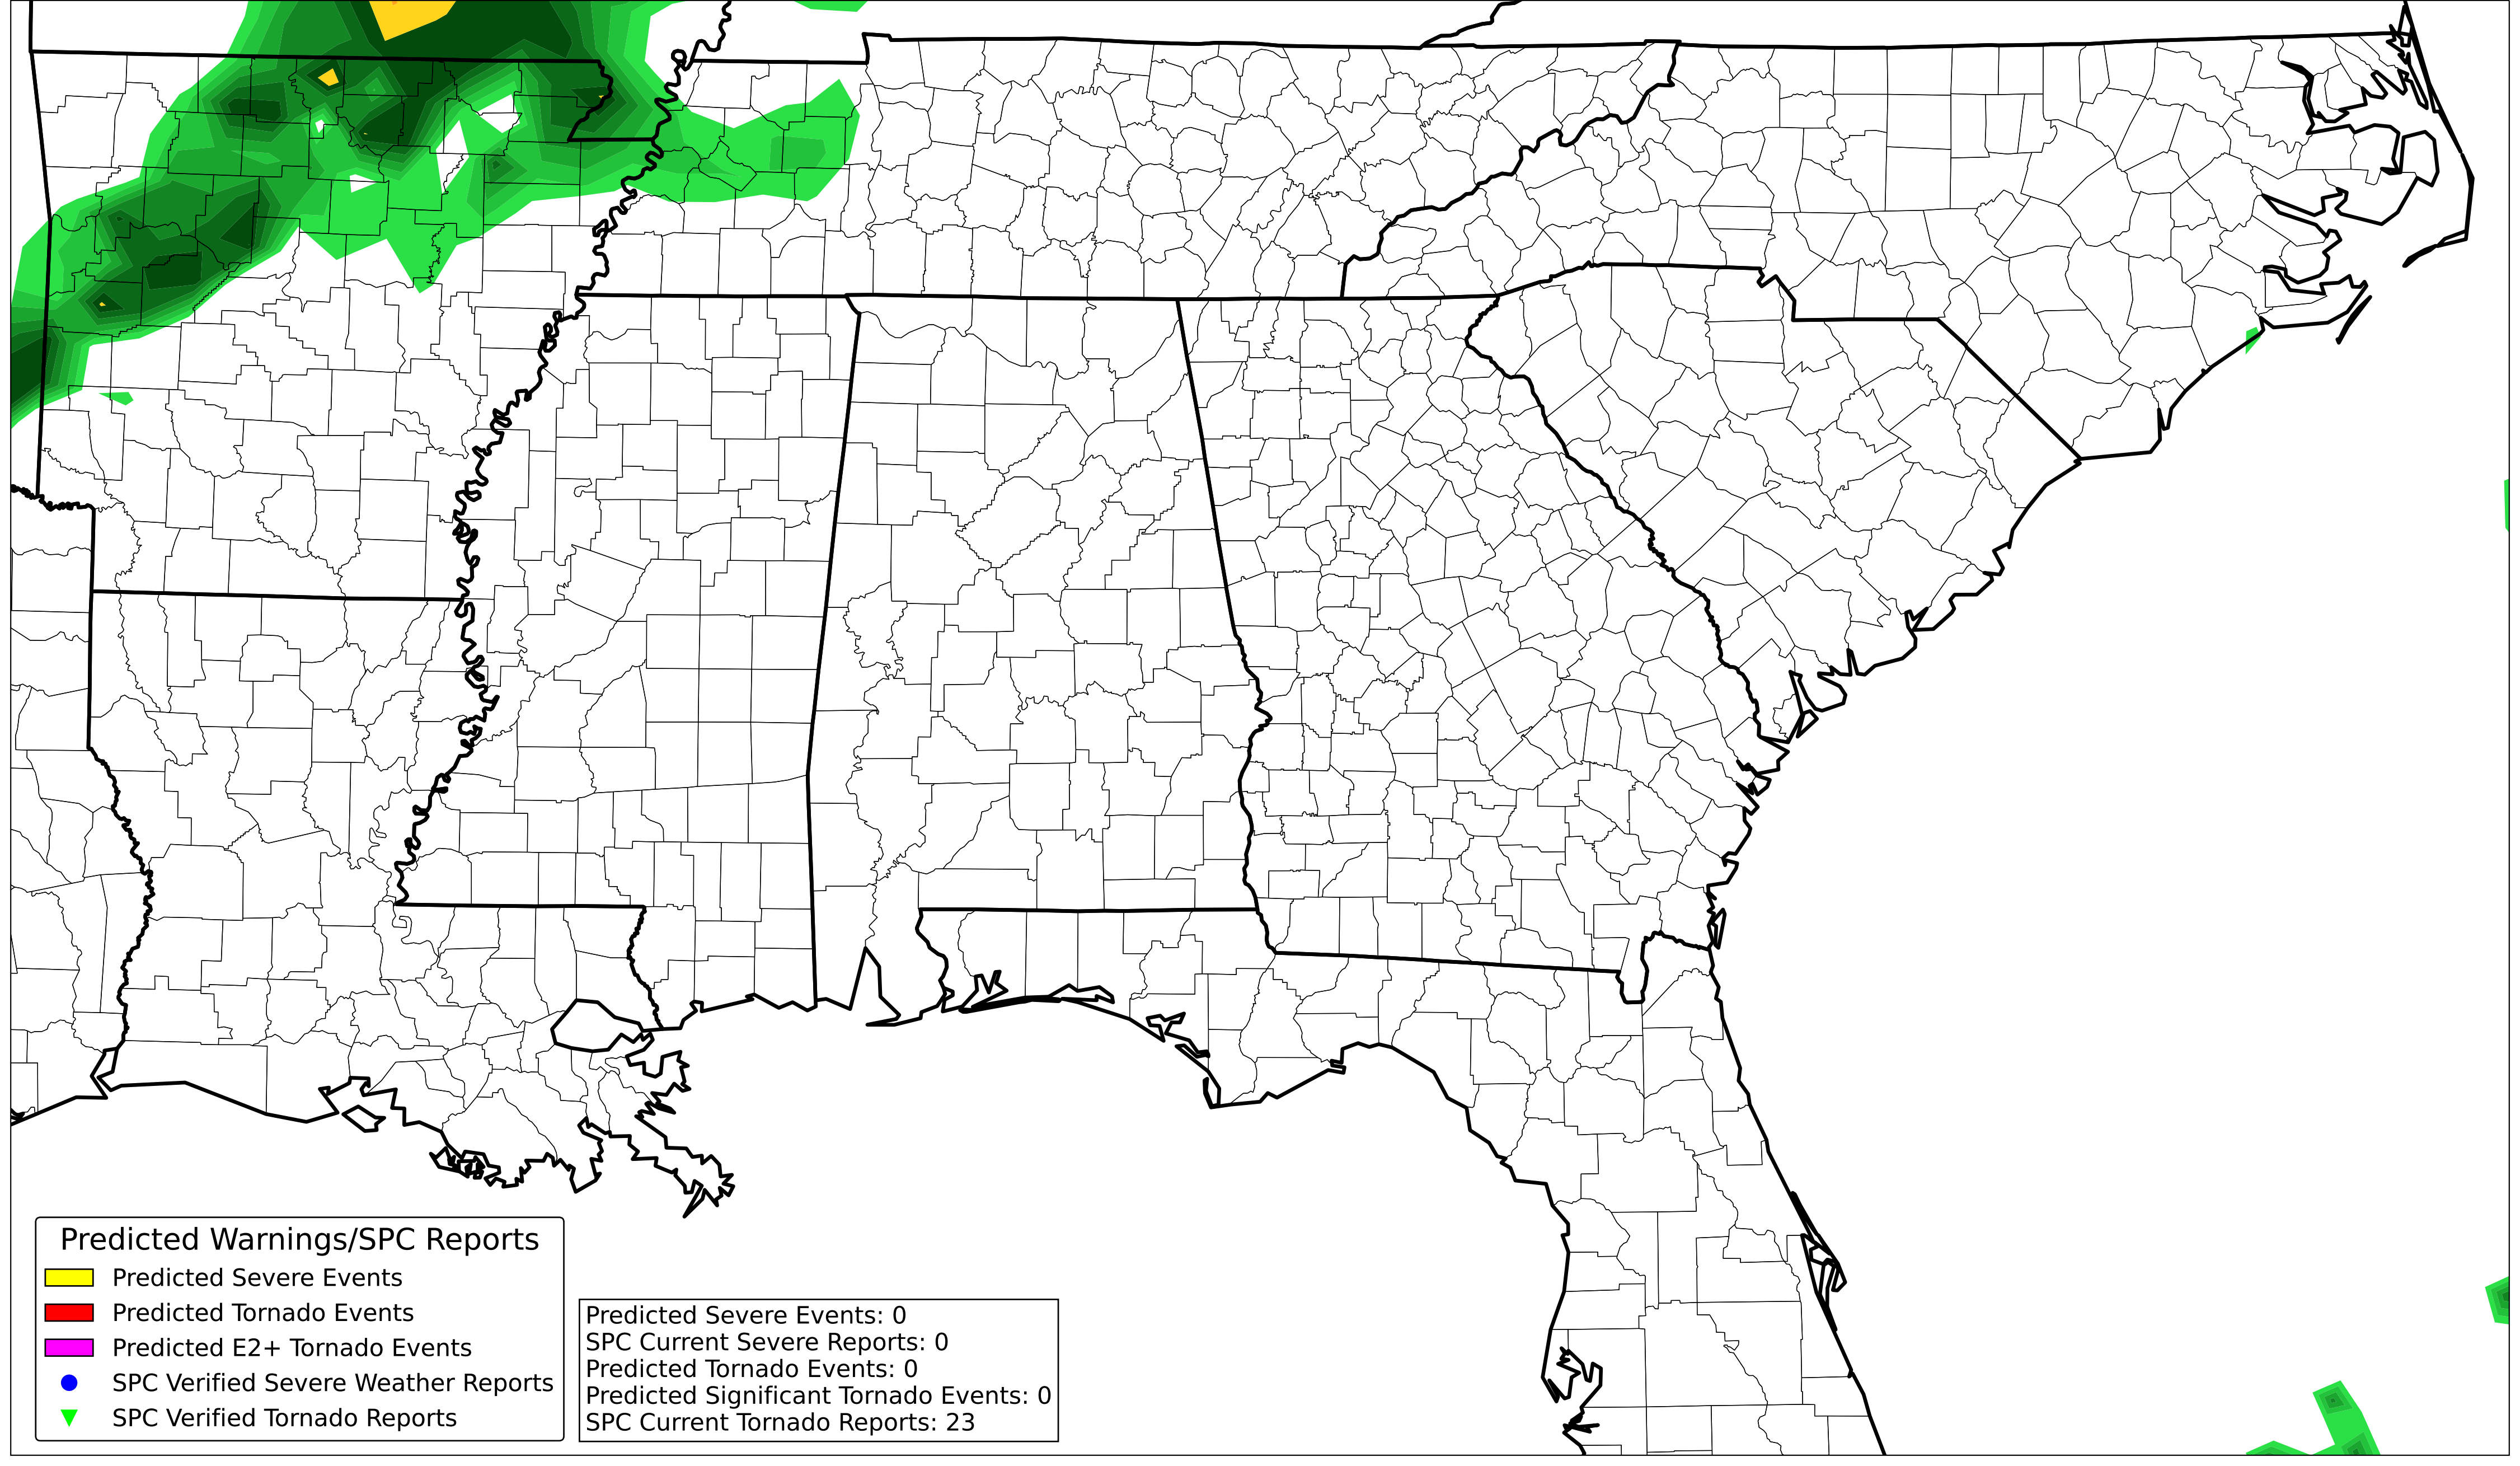 Predicted Warnings/SPC Reports
Predicted Severe Events
Predicted Tornado Events
Predicted E2+ Tornado Events
SPC Verified Severe Weather Reports
SPC Verified Tornado Reports
Predicted Severe Events: 0
SPC Current Severe Reports: 0
Predicted Tornado Events: 0
Predicted Significant Tornado Events: 0
SPC Current Tornado Reports: 23